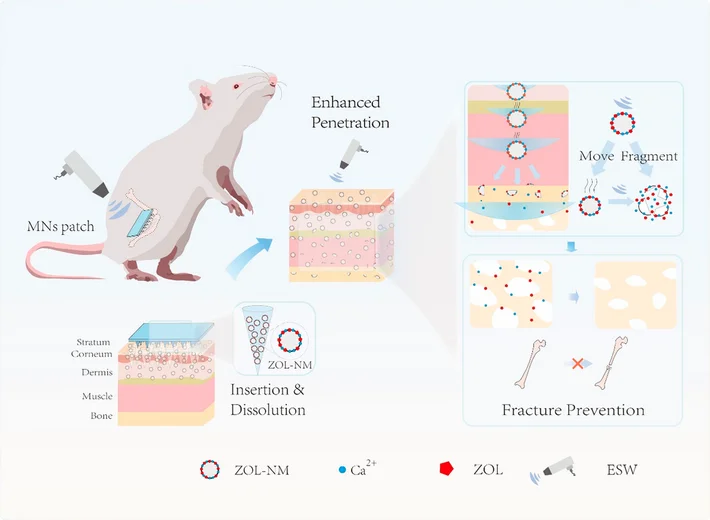 Enhanced
Penetration
Move Fragment
MNs patch
Stratum
Corneum
Dermis
Muscle
Bone
ZOL-NM
Insertion &
Dissolution
Fracture Prevention
ZOL-NM
Ca²⁺
ZOL
ESW